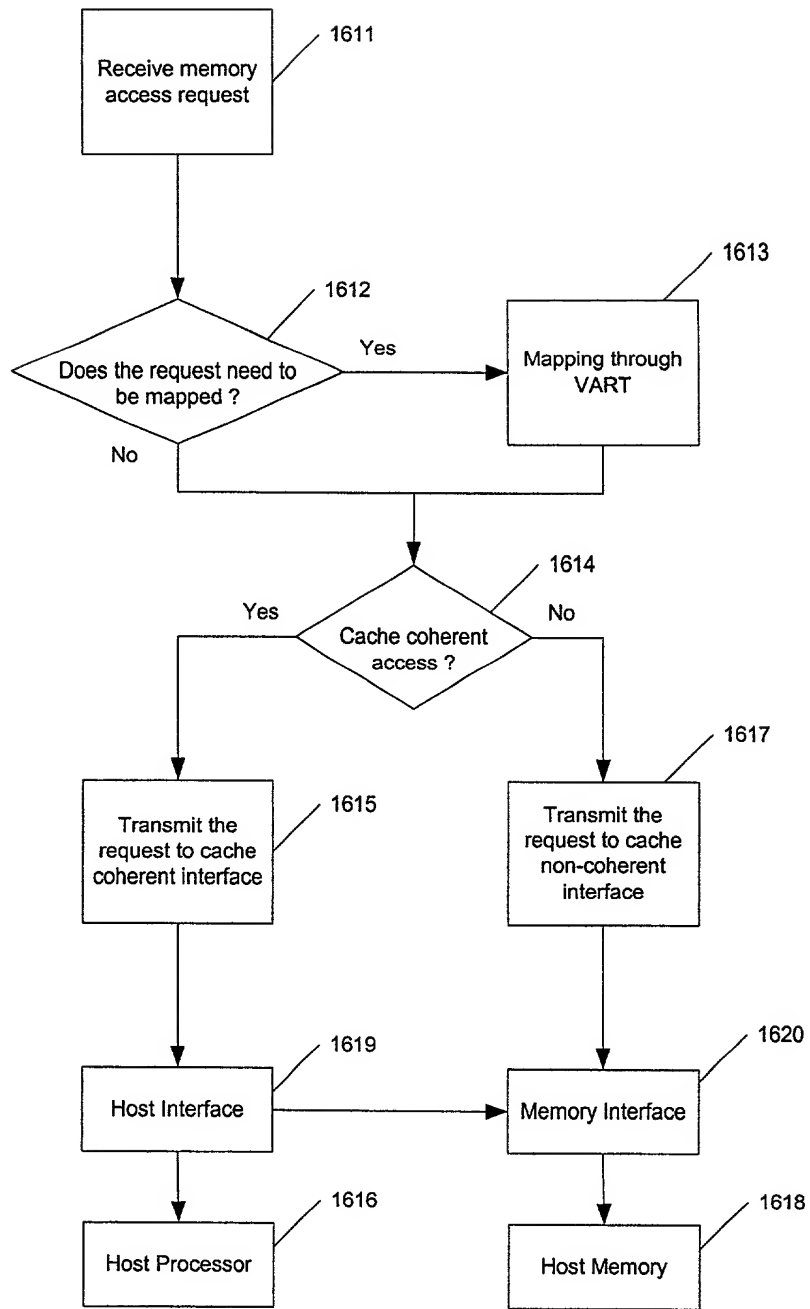 1611
Receive memory
access request
1612
1613
Does the request need to
be mapped ?
Yes
No
Mapping through
VART
1614
Yes
No
Cache coherent
access ?
1615
1617
Transmit the
request to cache
coherent interface
Transmit the
request to cache
non-coherent
interface
1619
1620
Host Interface
Memory Interface
1616
1618
Host Processor
Host Memory